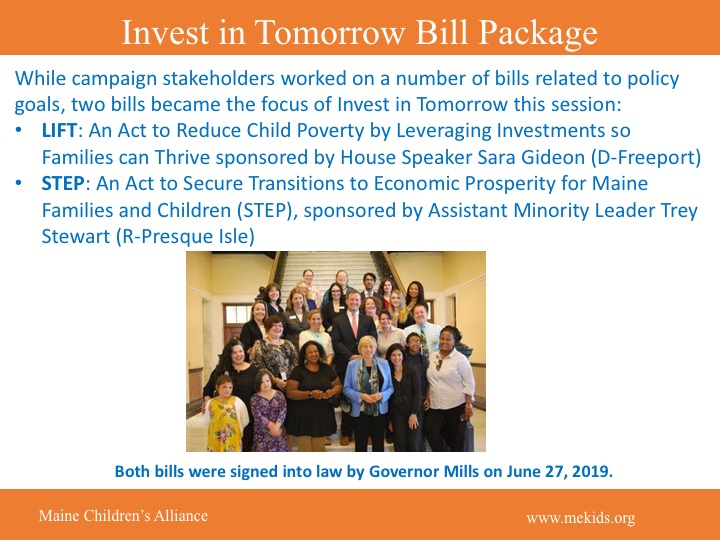 Invest in Tomorrow Bill Package
While campaign stakeholders worked on a number of bills related to policy
goals, two bills became the focus of Invest in Tomorrow this session:
• LIFT: An Act to Reduce Child Poverty by Leveraging Investments so
Families can Thrive sponsored by House Speaker Sara Gideon (D-Freeport)
• STEP: An Act to Secure Transitions to Economic Prosperity for Maine
Families and Children (STEP), sponsored by Assistant Minority Leader Trey
Stewart (R-Presque Isle)
Both bills were signed into law by Governor Mills on June 27, 2019.
Maine Children's Alliance
www.mekids.org